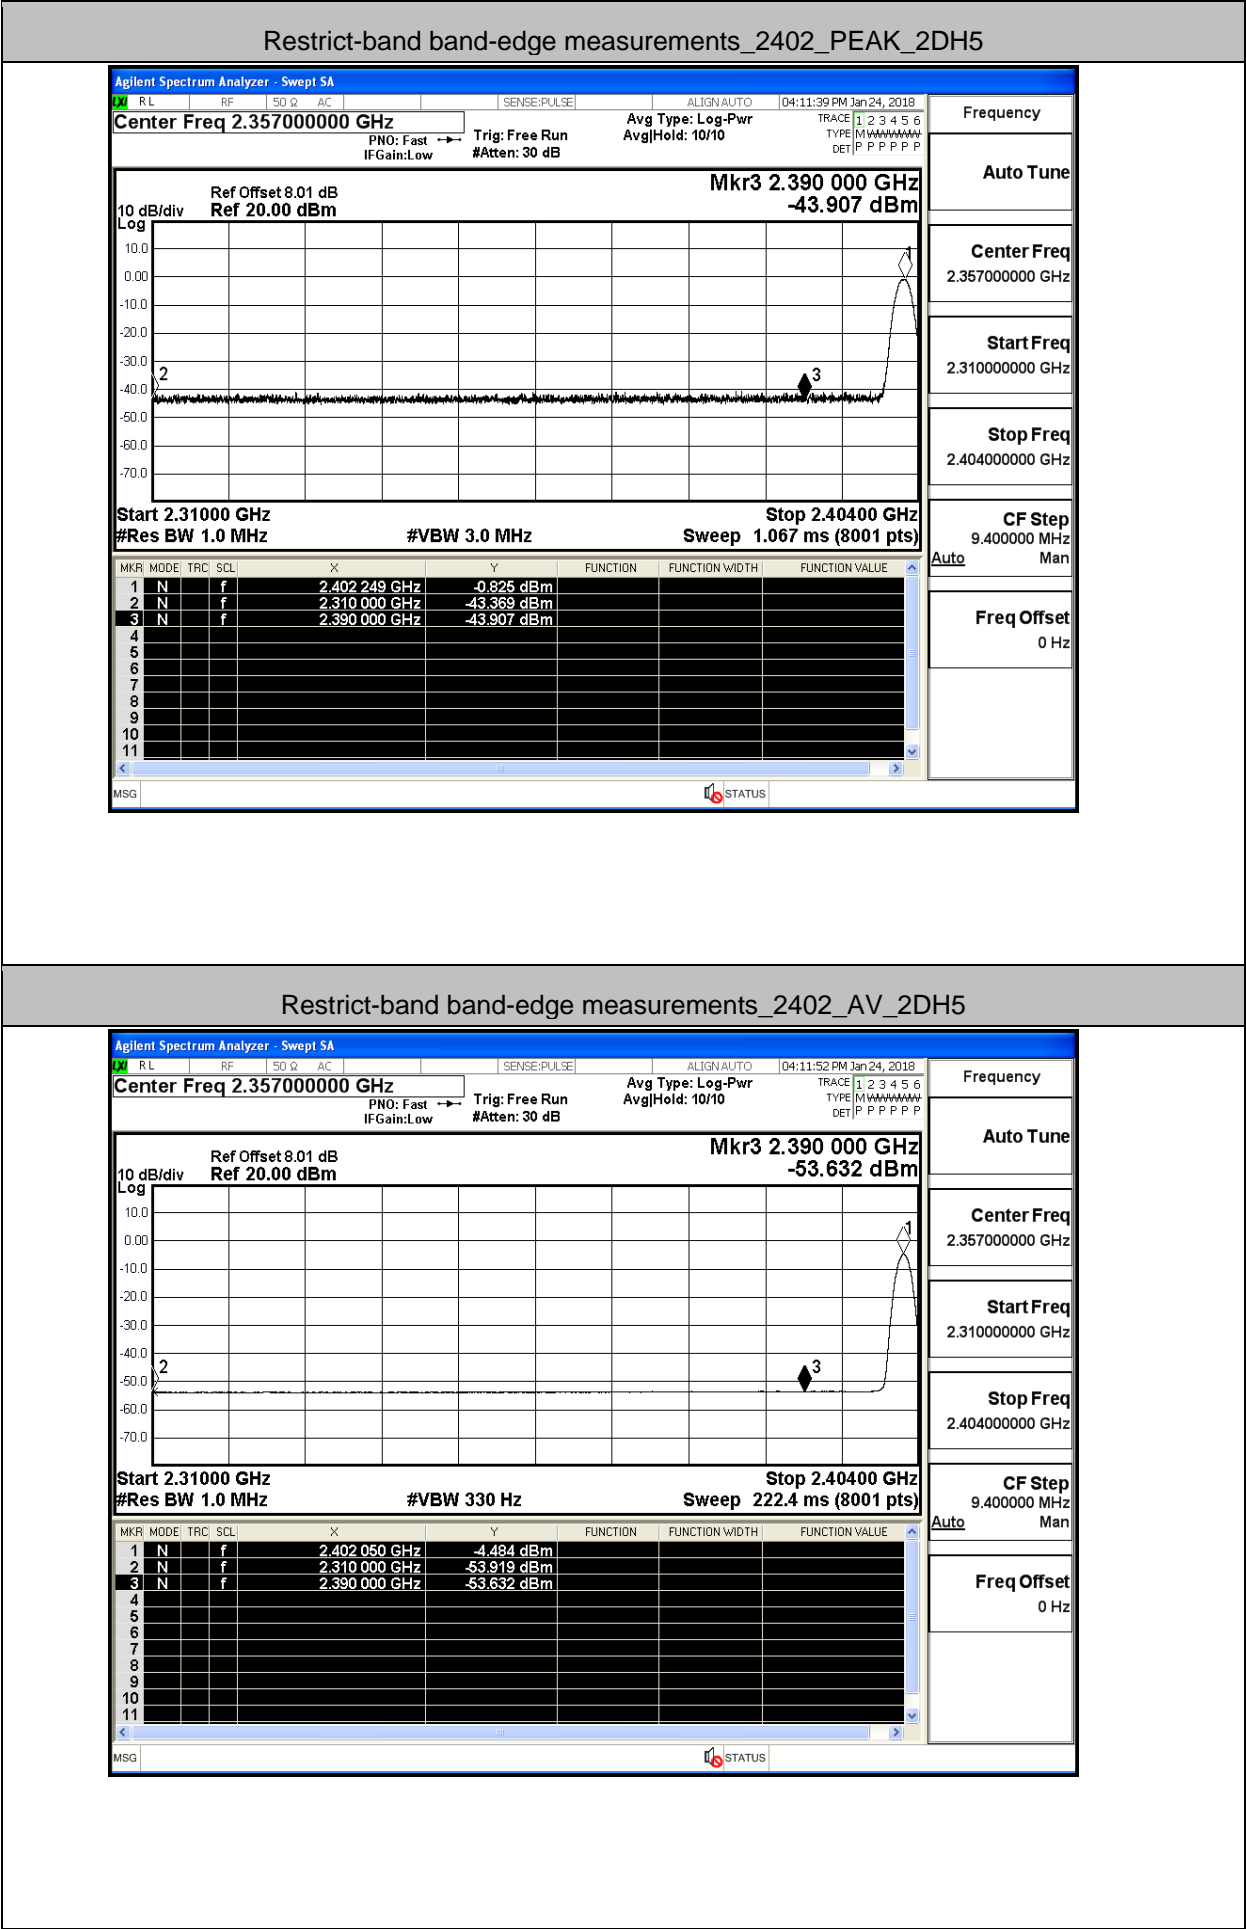 Restrict-band band-edge measurements_2402_PEAK_2DH5
Agilent Spectrum Analyzer - Swept SA
LXI RL RF 50 Ω AC SENSE:PULSE ALIGNAUTO 04:11:39 PM Jan 24, 2018
Center Freq 2.357000000 GHz
PNO: Fast
IFGain:Low
Trig: Free Run
#Atten: 30 dB
Avg Type: Log-Pwr
Avg|Hold: 10/10
TRACE 1 2 3 4 5 6
TYPE M WWWWW
DET P P P P P P
Frequency
Auto Tune
Center Freq
2.357000000 GHz
Start Freq
2.310000000 GHz
Stop Freq
2.404000000 GHz
CF Step
9.400000 MHz
Auto Man
Freq Offset
0 Hz
Mkr3 2.390 000 GHz
-43.907 dBm
Ref Offset 8.01 dB
10 dB/div Ref 20.00 dBm
Log
10.0
0.00
-10.0
-20.0
-30.0
-40.0
-50.0
-60.0
-70.0
1
2
3
Start 2.31000 GHz Stop 2.40400 GHz
#Res BW 1.0 MHz #VBW 3.0 MHz Sweep 1.067 ms (8001 pts)
MKR MODE TRC SCL X Y FUNCTION FUNCTION WIDTH FUNCTION VALUE
1 N f 2.402 249 GHz -0.825 dBm
2 N f 2.310 000 GHz -43.369 dBm
3 N f 2.390 000 GHz -43.907 dBm
4
5
6
7
8
9
10
11
MSG STATUS
Restrict-band band-edge measurements_2402_AV_2DH5
Agilent Spectrum Analyzer - Swept SA
LXI RL RF 50 Ω AC SENSE:PULSE ALIGNAUTO 04:11:52 PM Jan 24, 2018
Center Freq 2.357000000 GHz
PNO: Fast
IFGain:Low
Trig: Free Run
#Atten: 30 dB
Avg Type: Log-Pwr
Avg|Hold: 10/10
TRACE 1 2 3 4 5 6
TYPE M WWWWW
DET P P P P P P
Frequency
Auto Tune
Center Freq
2.357000000 GHz
Start Freq
2.310000000 GHz
Stop Freq
2.404000000 GHz
CF Step
9.400000 MHz
Auto Man
Freq Offset
0 Hz
Mkr3 2.390 000 GHz
-53.632 dBm
Ref Offset 8.01 dB
10 dB/div Ref 20.00 dBm
Log
10.0
0.00
-10.0
-20.0
-30.0
-40.0
-50.0
-60.0
-70.0
1
2
3
Start 2.31000 GHz Stop 2.40400 GHz
#Res BW 1.0 MHz #VBW 330 Hz Sweep 222.4 ms (8001 pts)
MKR MODE TRC SCL X Y FUNCTION FUNCTION WIDTH FUNCTION VALUE
1 N f 2.402 050 GHz -4.484 dBm
2 N f 2.310 000 GHz -53.919 dBm
3 N f 2.390 000 GHz -53.632 dBm
4
5
6
7
8
9
10
11
MSG STATUS